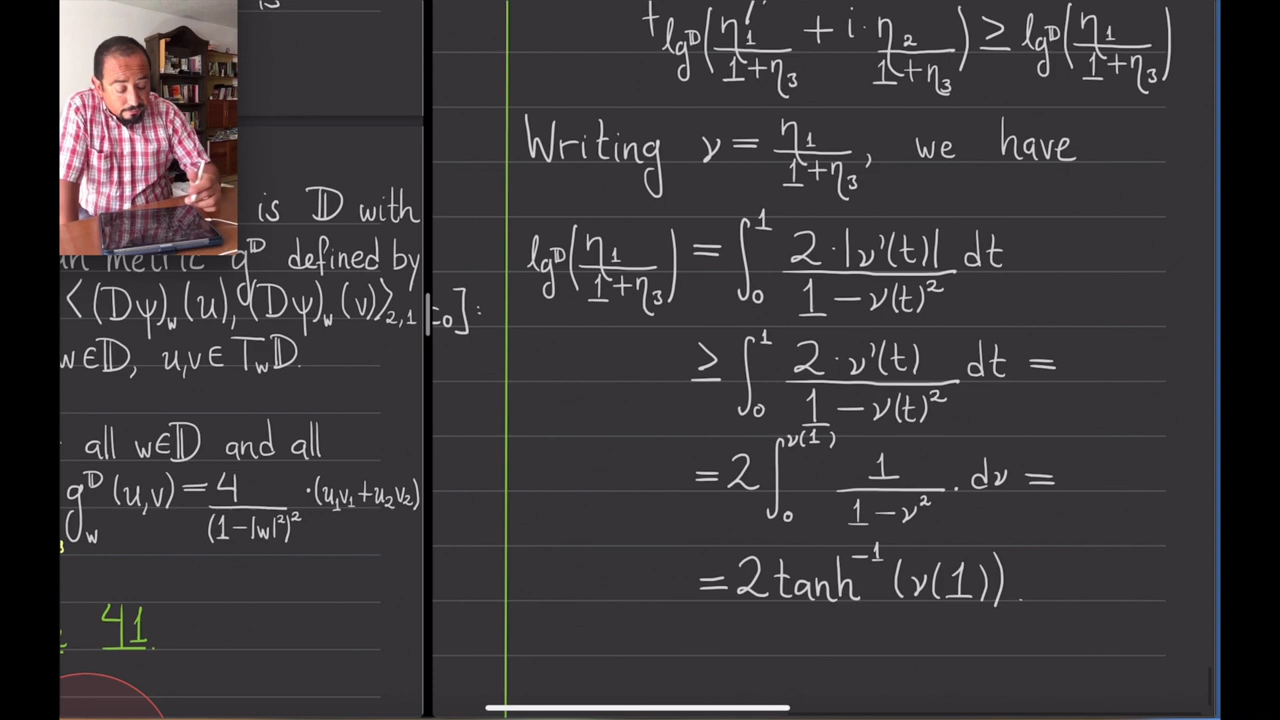 is
is 𝔻 with
metric g^𝔻 defined by
⟨(Dψ)_w(u), (Dψ)_w(v)⟩_{2,1}
w∈𝔻, u,v∈T_w𝔻.
all w∈𝔻 and all
g^𝔻_w(u,v) = 4/(1-|w|²)² ·(u₁v₁+u₂v₂)
41.
=0]:
lg^𝔻(η₁/(1+η₃) + i·η₂/(1+η₃)) ≥ lg^𝔻(η₁/(1+η₃))
Writing ν = η₁/(1+η₃), we have
lg^𝔻(η₁/(1+η₃)) = ∫₀¹ 2·|ν'(t)|/(1-ν(t)²) dt
≥ ∫₀¹ 2·ν'(t)/(1-ν(t)²) dt =
= 2 ∫₀^{ν(1)} 1/(1-ν²) · dν =
= 2 tanh⁻¹(ν(1)).